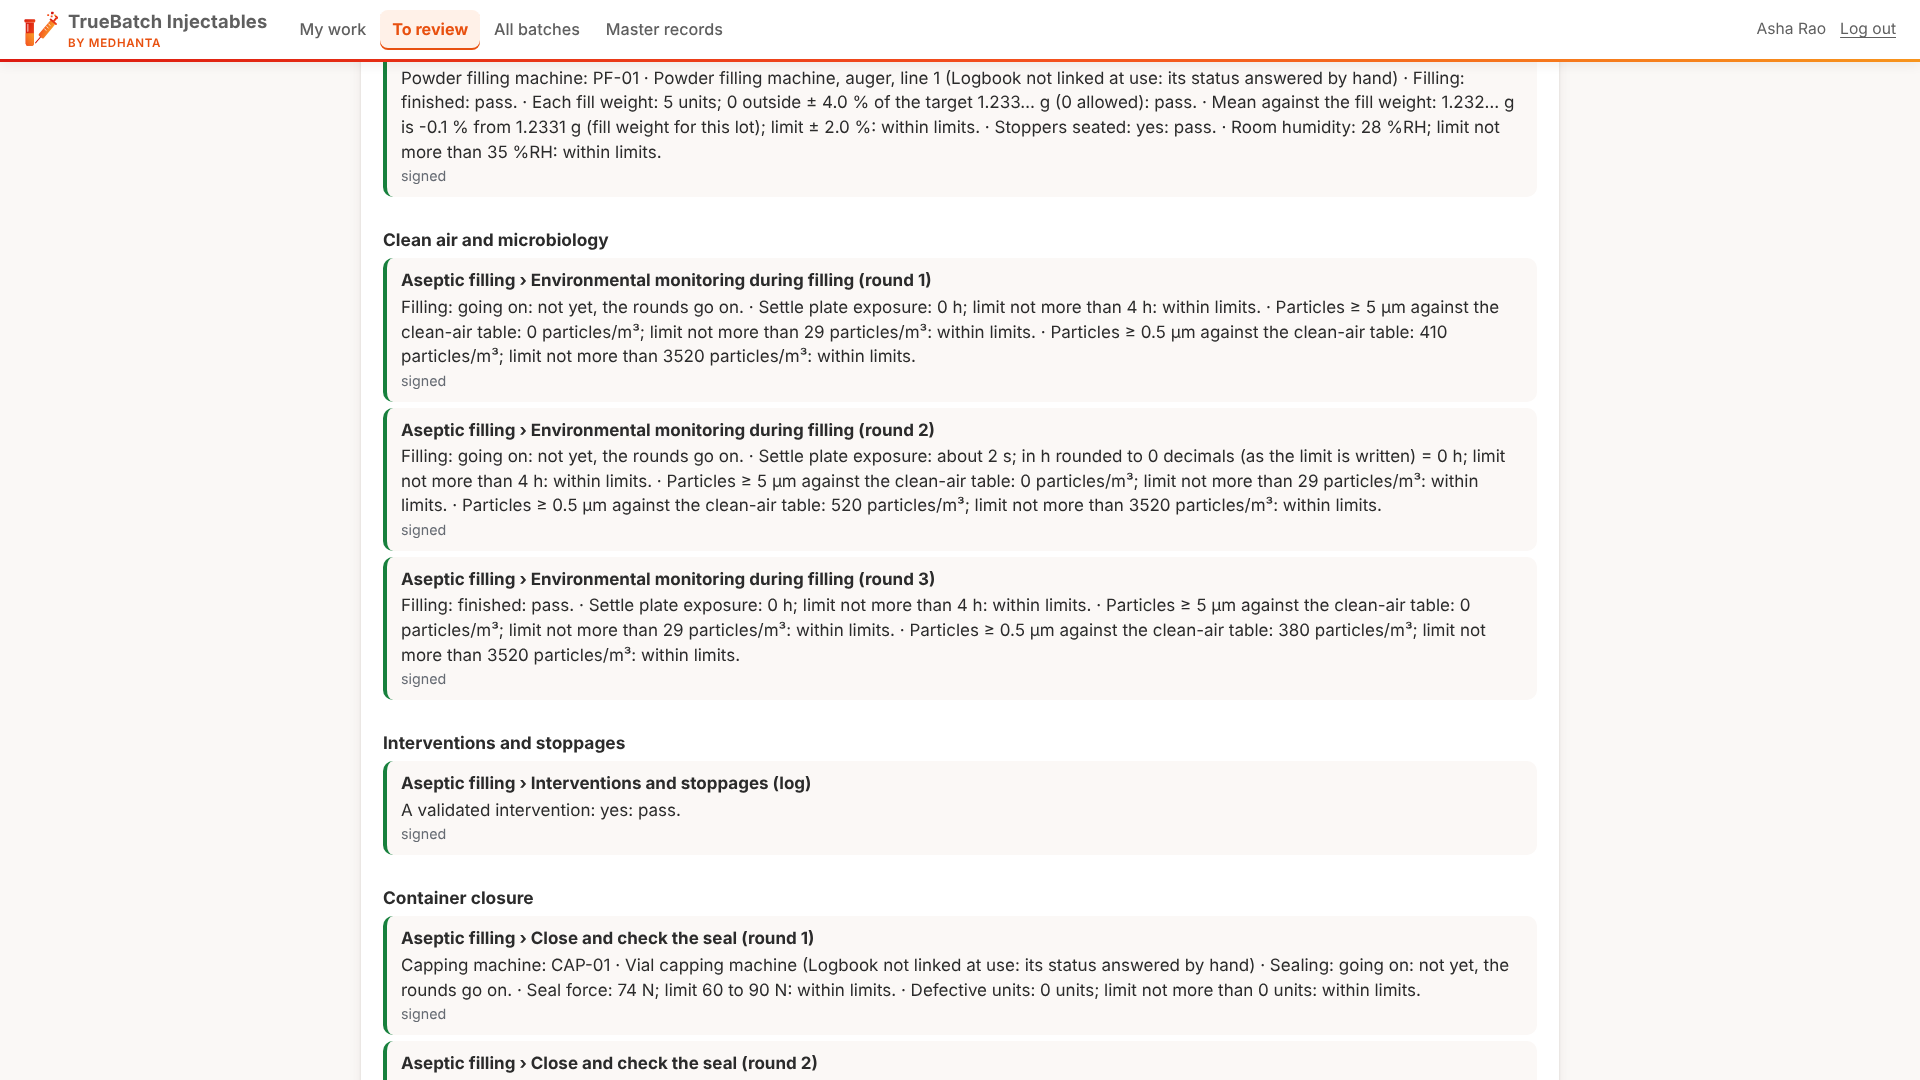 TrueBatch Injectables
BY MEDHANTA
My work
To review
All batches
Master records
Asha Rao
Log out
Powder filling machine: PF-01 · Powder filling machine, auger, line 1 (Logbook not linked at use: its status answered by hand) · Filling:
finished: pass. · Each fill weight: 5 units; 0 outside ± 4.0 % of the target 1.233… g (0 allowed): pass. · Mean against the fill weight: 1.232… g
is -0.1 % from 1.2331 g (fill weight for this lot); limit ± 2.0 %: within limits. · Stoppers seated: yes: pass. · Room humidity: 28 %RH; limit not
more than 35 %RH: within limits.
signed
Clean air and microbiology
Aseptic filling › Environmental monitoring during filling (round 1)
Filling: going on: not yet, the rounds go on. · Settle plate exposure: 0 h; limit not more than 4 h: within limits. · Particles ≥ 5 µm against the
clean-air table: 0 particles/m³; limit not more than 29 particles/m³: within limits. · Particles ≥ 0.5 µm against the clean-air table: 410
particles/m³; limit not more than 3520 particles/m³: within limits.
signed
Aseptic filling › Environmental monitoring during filling (round 2)
Filling: going on: not yet, the rounds go on. · Settle plate exposure: about 2 s; in h rounded to 0 decimals (as the limit is written) = 0 h; limit
not more than 4 h: within limits. · Particles ≥ 5 µm against the clean-air table: 0 particles/m³; limit not more than 29 particles/m³: within
limits. · Particles ≥ 0.5 µm against the clean-air table: 520 particles/m³; limit not more than 3520 particles/m³: within limits.
signed
Aseptic filling › Environmental monitoring during filling (round 3)
Filling: finished: pass. · Settle plate exposure: 0 h; limit not more than 4 h: within limits. · Particles ≥ 5 µm against the clean-air table: 0
particles/m³; limit not more than 29 particles/m³: within limits. · Particles ≥ 0.5 µm against the clean-air table: 380 particles/m³; limit not
more than 3520 particles/m³: within limits.
signed
Interventions and stoppages
Aseptic filling › Interventions and stoppages (log)
A validated intervention: yes: pass.
signed
Container closure
Aseptic filling › Close and check the seal (round 1)
Capping machine: CAP-01 · Vial capping machine (Logbook not linked at use: its status answered by hand) · Sealing: going on: not yet, the
rounds go on. · Seal force: 74 N; limit 60 to 90 N: within limits. · Defective units: 0 units; limit not more than 0 units: within limits.
signed
Aseptic filling › Close and check the seal (round 2)